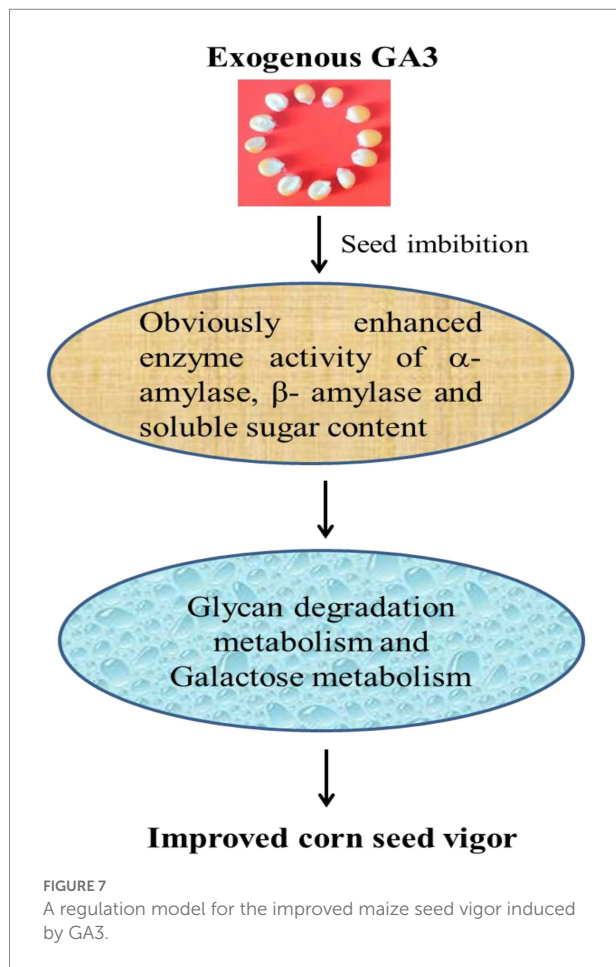 Exogenous GA3
Seed imbibition
Obviously enhanced
enzyme activity of α-
amylase, β- amylase and
soluble sugar content
Glycan degradation
metabolism and
Galactose metabolism
Improved corn seed vigor
FIGURE 7
A regulation model for the improved maize seed vigor induced
by GA3.